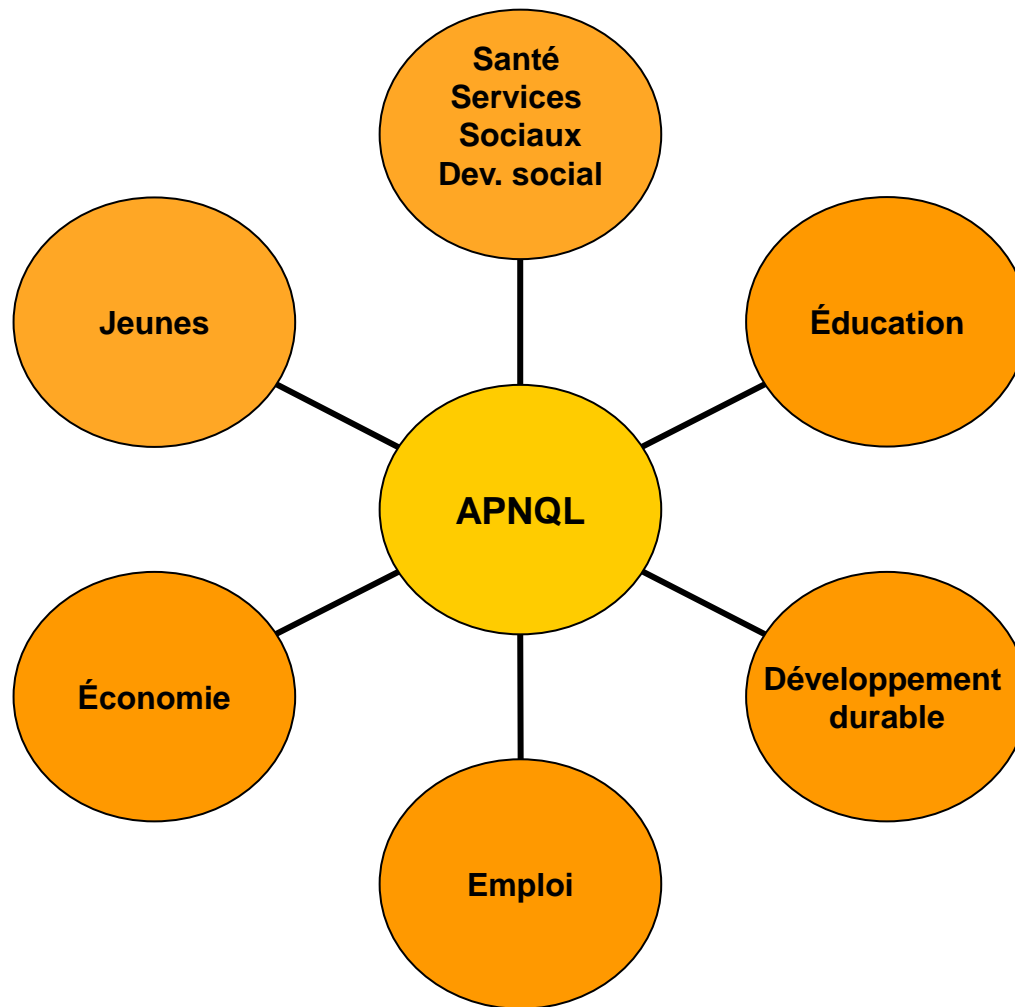 Santé
Services
Sociaux
Dev. social
Jeunes
Éducation
APNQL
Économie
Développement
durable
Emploi